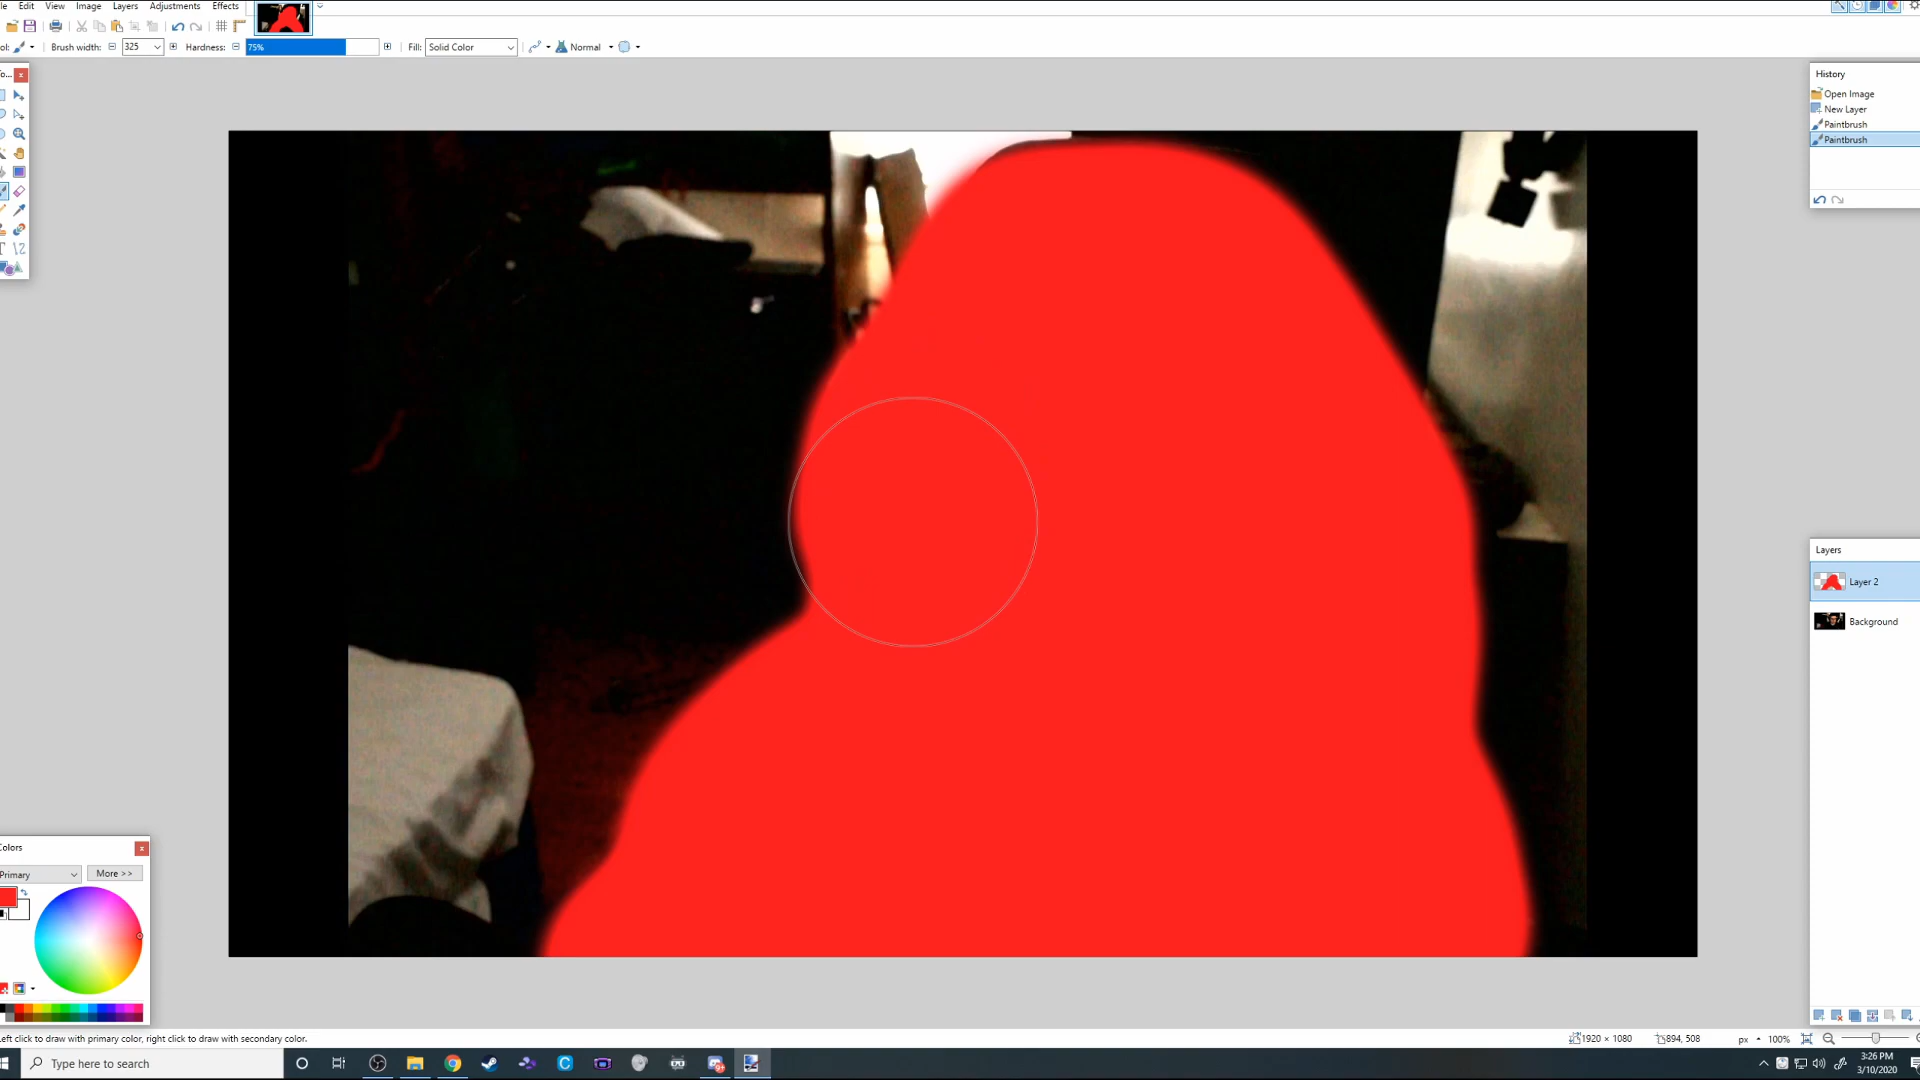 le Edit View Image Layers Adjustments Effects
ol: Brush width: 325 Hardness: 75% Fill: Solid Color Normal
o...
History
Open Image
New Layer
Paintbrush
Paintbrush
Layers
Layer 2
Background
Colors
Primary More >>
Left click to draw with primary color, right click to draw with secondary color.
1920 × 1080 894, 508 px 100%
Type here to search
3:26 PM
3/10/2020